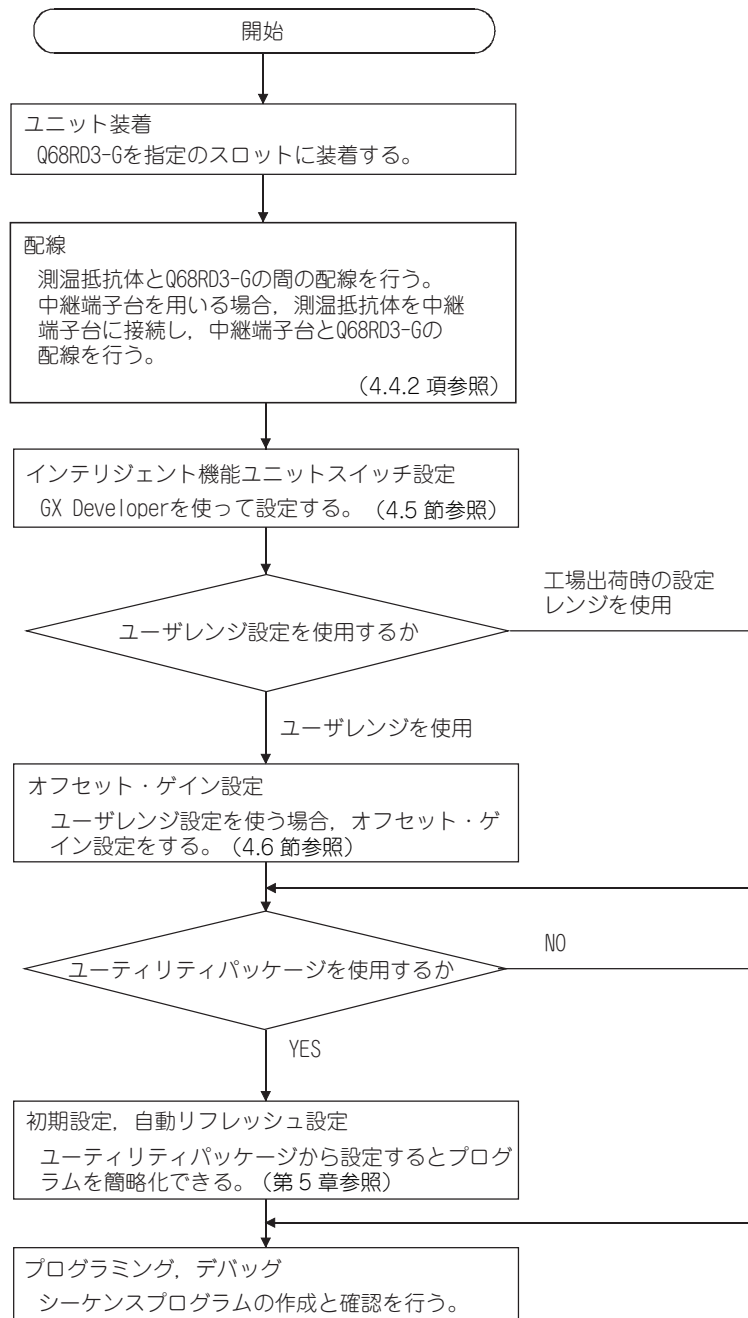 開始
ユニット装着
Q68RD3-Gを指定のスロットに装着する。
配線
測温抵抗体とQ68RD3-Gの間の配線を行う。
中継端子台を用いる場合，測温抵抗体を中継
端子台に接続し，中継端子台とQ68RD3-Gの
配線を行う。
（4.4.2 項参照）
インテリジェント機能ユニットスイッチ設定
GX Developerを使って設定する。（4.5 節参照）
工場出荷時の設定
レンジを使用
ユーザレンジ設定を使用するか
ユーザレンジを使用
オフセット・ゲイン設定
ユーザレンジ設定を使う場合，オフセット・ゲ
イン設定をする。（4.6 節参照）
NO
ユーティリティパッケージを使用するか
YES
初期設定，自動リフレッシュ設定
ユーティリティパッケージから設定するとプログ
ラムを簡略化できる。（第 5 章参照）
プログラミング，デバッグ
シーケンスプログラムの作成と確認を行う。